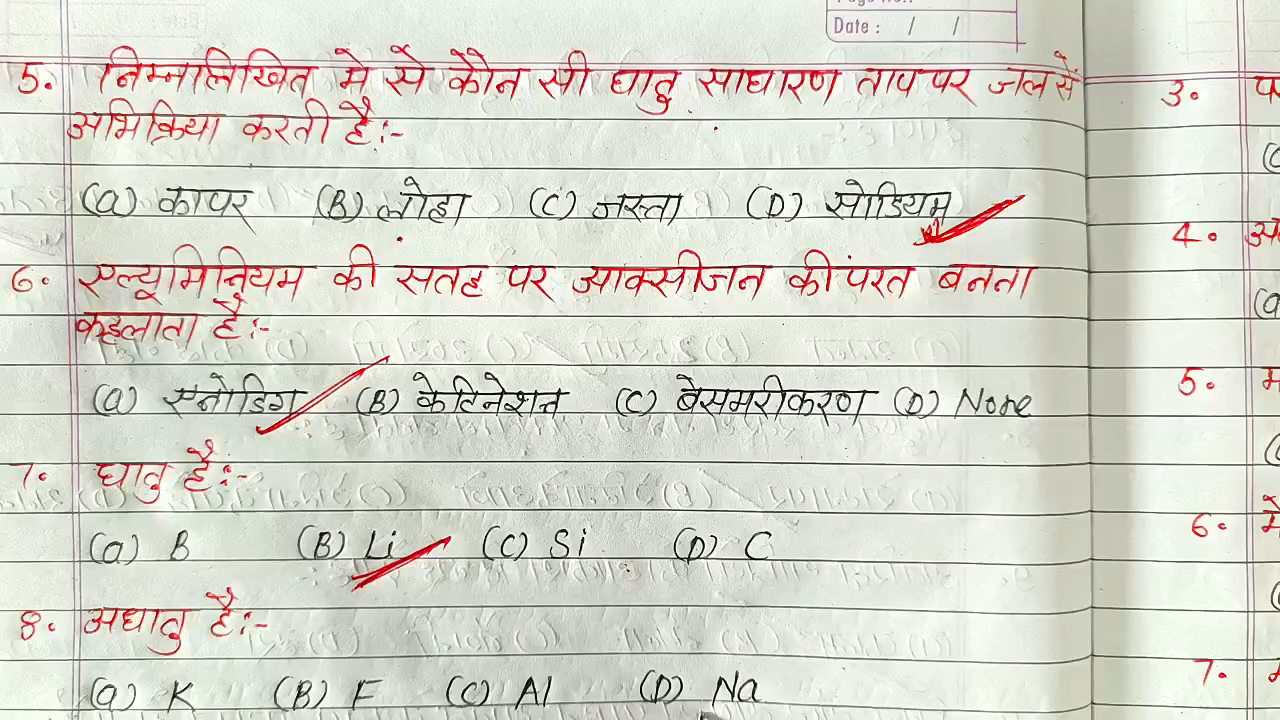 Date : / /
5. निम्नलिखित में से कौन सी धातु साधारण ताप पर जल से
अभिक्रिया करती है:-
(a) कापर (B) लोहा (C) जस्ता (D) सोडियम
6. एल्यूमिनियम की सतह पर आक्सीजन की परत बनना
कहलाता है:-
(a) एनोडिग (B) केटिनेशन (C) बेसमरीकरण (D) None
7. धातु है:-
(a) B (B) Li (C) Si (D) C
8. अधातु है:-
(a) K (B) F (C) Al (D) Na
3.
4.
5.
6.
7.